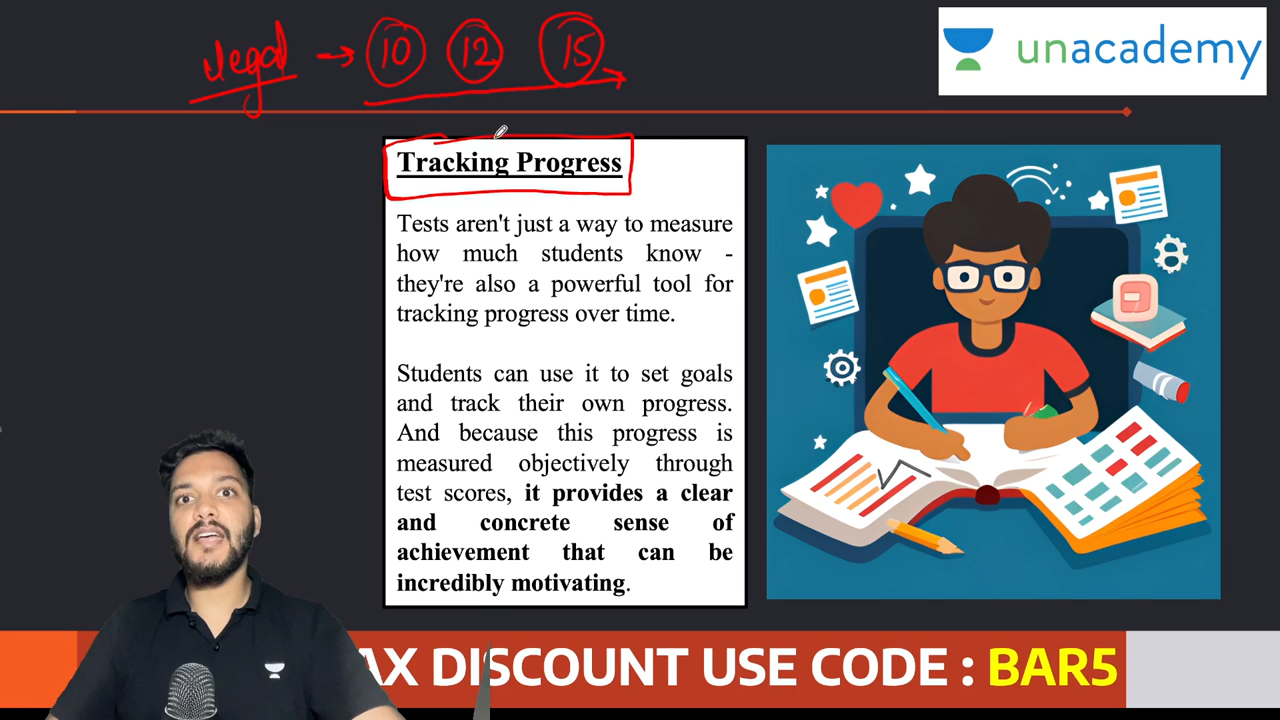 legal → 10 12 15
unacademy
Tracking Progress
Tests aren't just a way to measure
how much students know -
they're also a powerful tool for
tracking progress over time.
Students can use it to set goals
and track their own progress.
And because this progress is
measured objectively through
test scores, it provides a clear
and concrete sense of
achievement that can be
incredibly motivating.
AX DISCOUNT USE CODE : BAR5